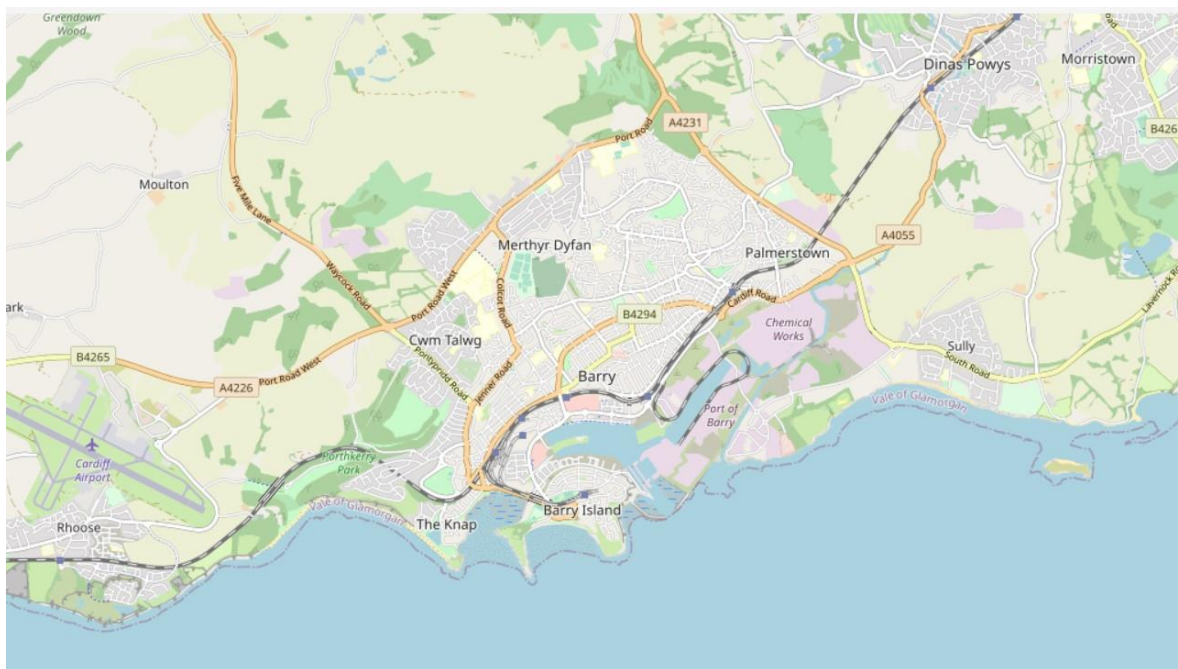 Greendown
Wood
Dinas Powys
Morristown
A4231
Port Road
B426
Road
Moulton
Five Mile Lane
Merthyr Dyfan
Palmerstown
A4055
Waycock Road
Port Road West
Colcot Road
Cardiff Road
Lavernock Ro
ark
B4294
Chemical
Works
Cwm Talwg
Sully
B4265
Port Road West
A4226
Pontypridd Road
Jenner Road
Barry
South Road
Port of
Barry
Vale of Glamorgan
Cardiff
Airport
Porthkerry
Park
Vale of Glamorgan
Rhoose
The Knap
Barry Island